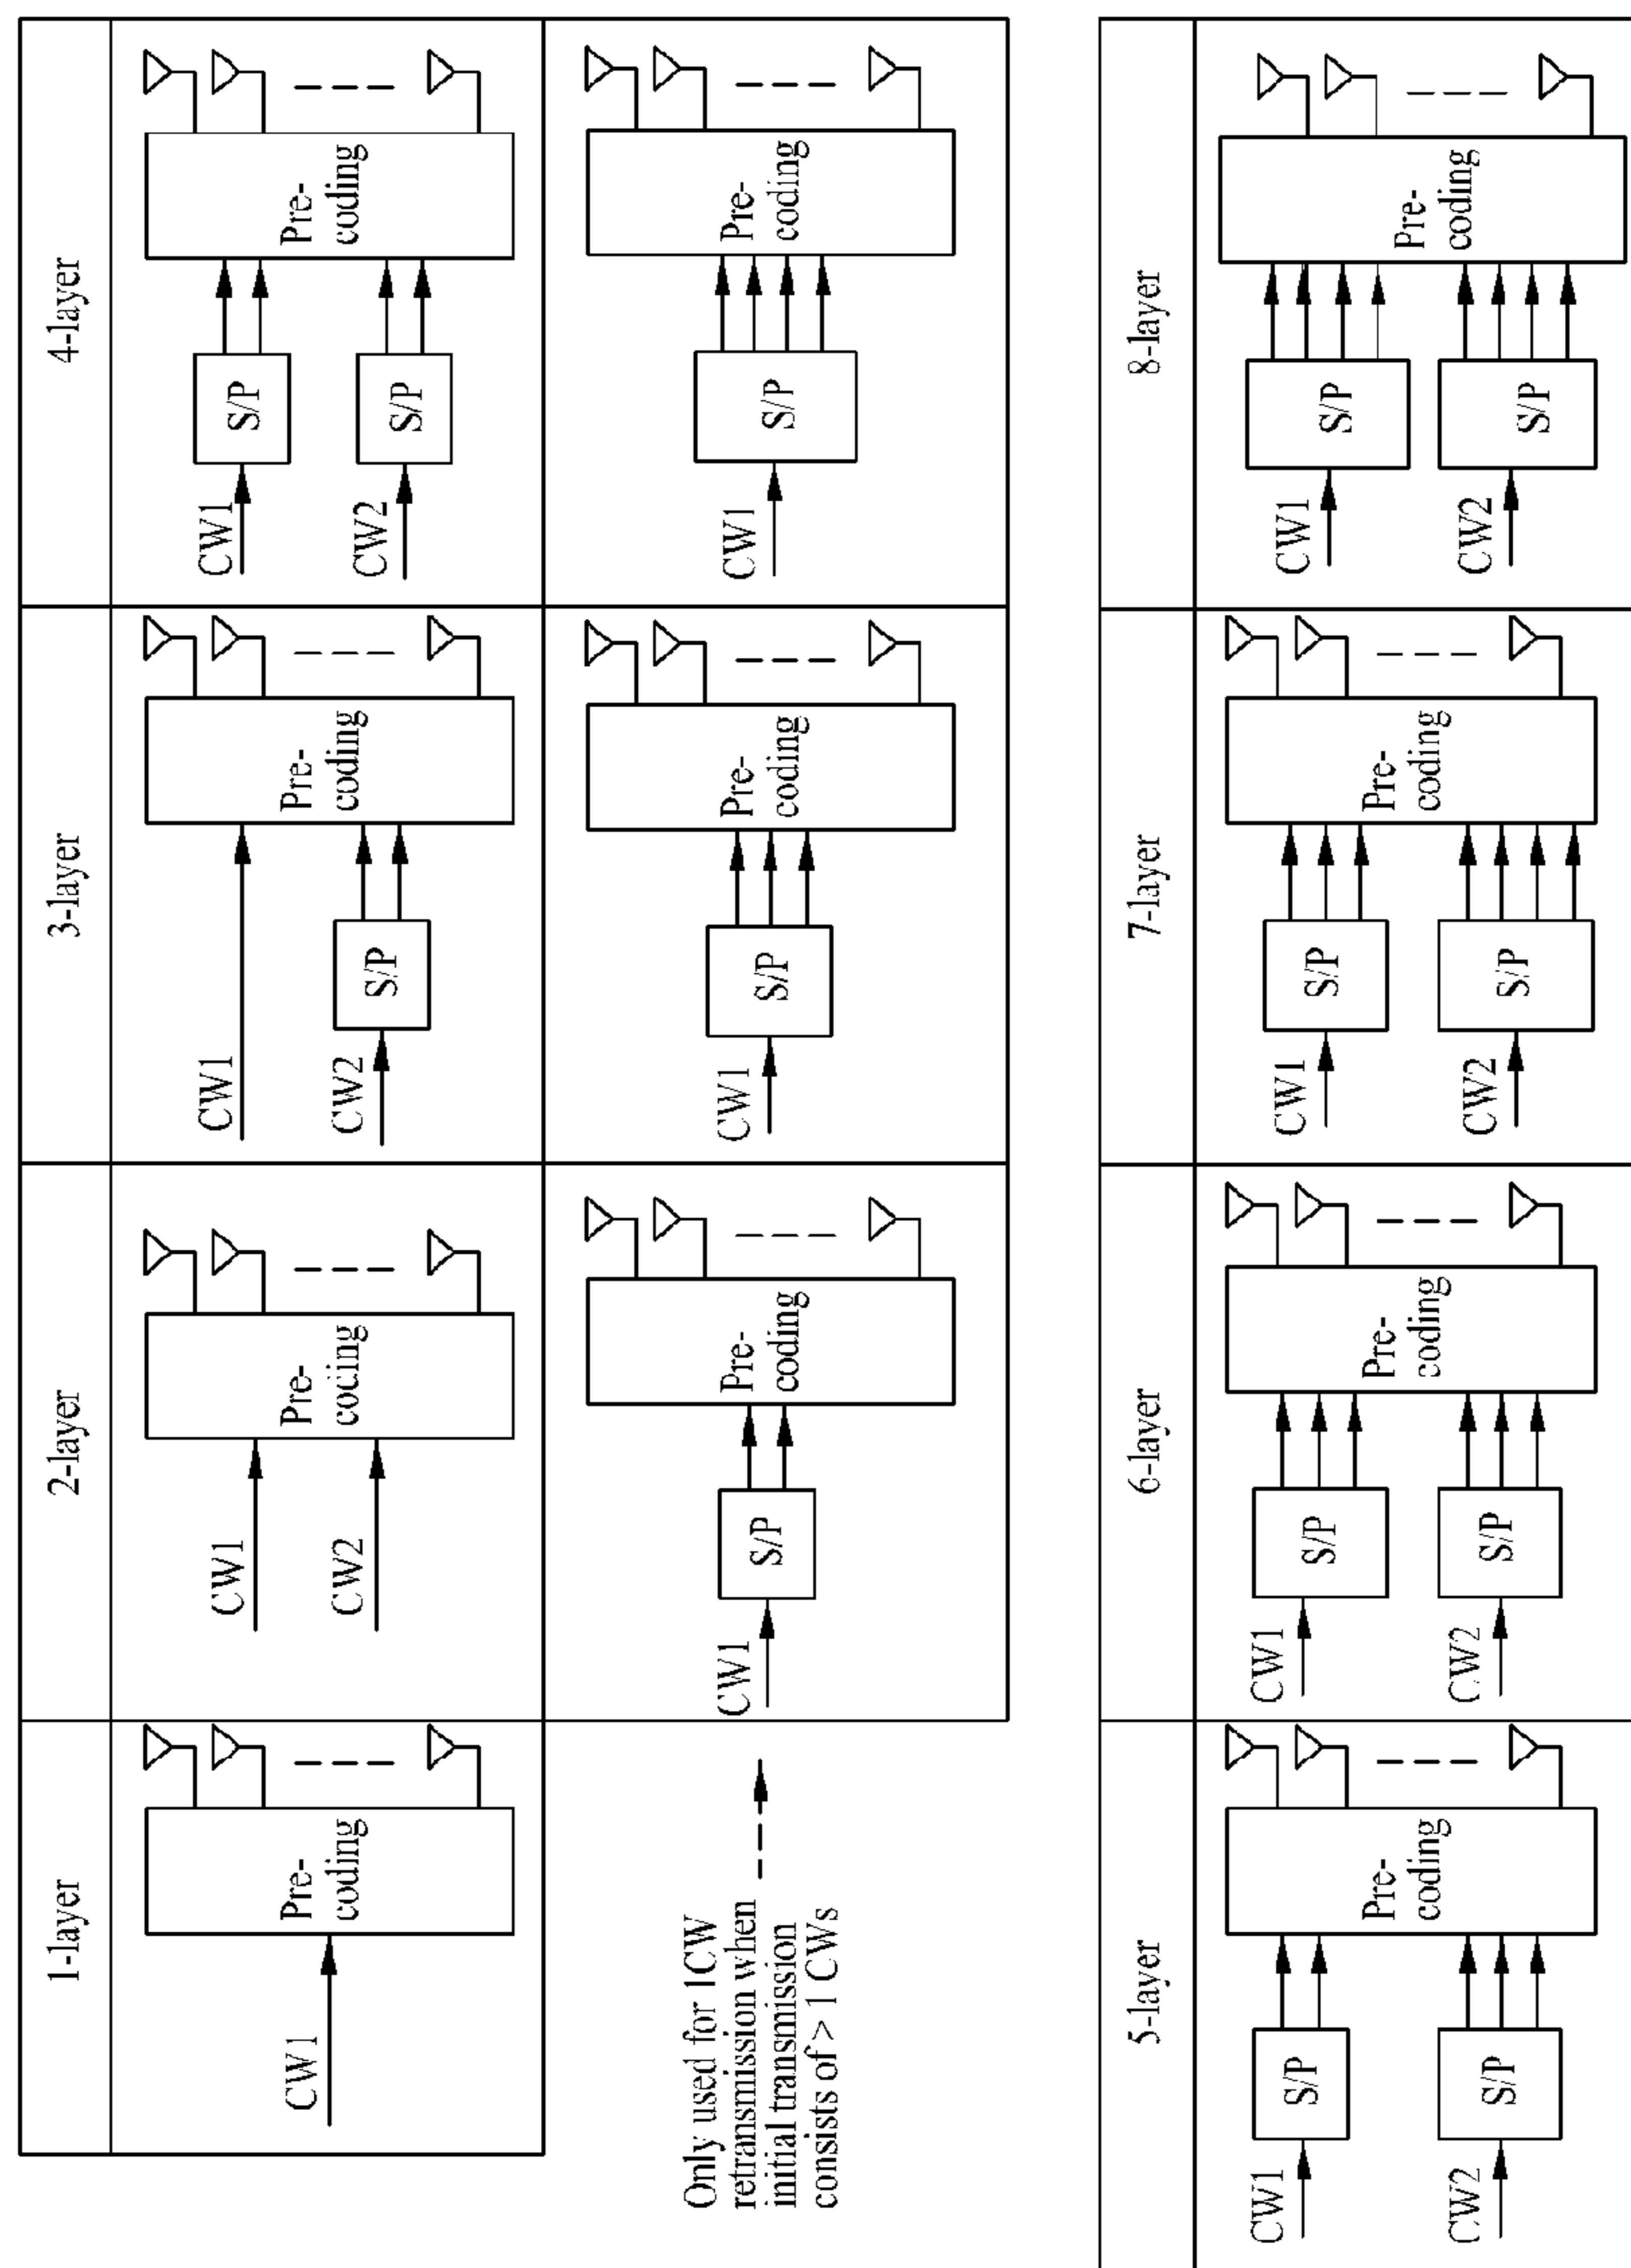 1-layer
2-layer
3-layer
4-layer
CW1
Pre-
coding
CW1
CW2
Pre-
coding
CW1
CW2
S/P
Pre-
coding
CW1
CW2
S/P
S/P
Pre-
coding
Only used for 1CW
retransmission when
initial transmission
consists of > 1 CWs
CW1
S/P
Pre-
coding
CW1
S/P
Pre-
coding
CW1
S/P
Pre-
coding
5-layer
6-layer
7-layer
8-layer
CW1
S/P
CW2
S/P
Pre-
coding
CW1
S/P
CW2
S/P
Pre-
coding
CW1
S/P
CW2
S/P
Pre-
coding
CW1
S/P
CW2
S/P
Pre-
coding